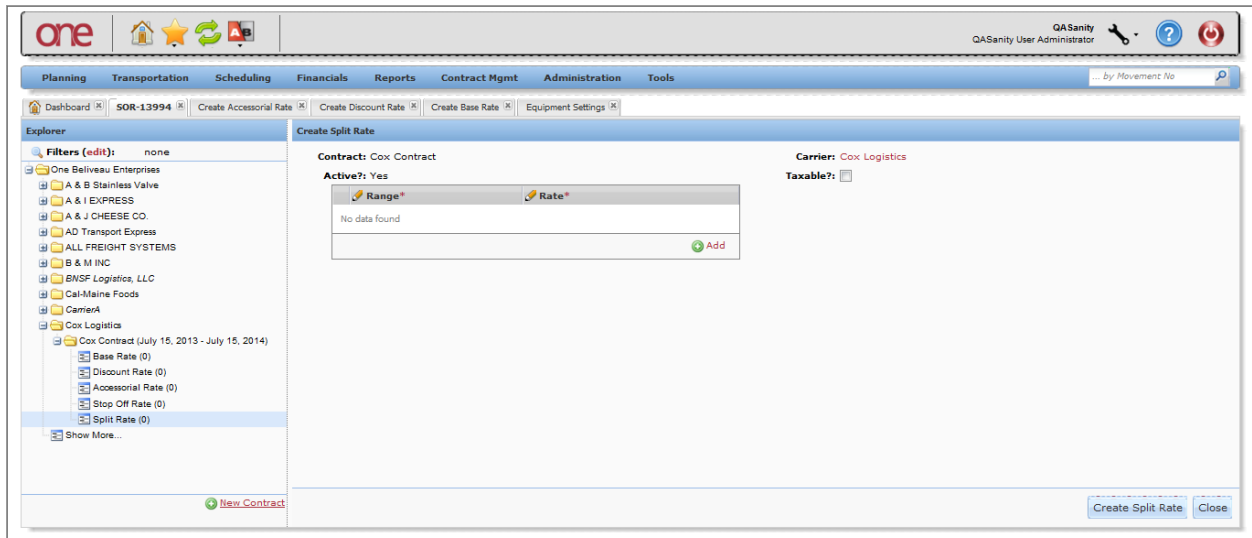 one
AB
QASanity
QASanity User Administrator
?
Planning Transportation Scheduling Financials Reports Contract Mgmt Administration Tools
... by Movement No
Dashboard SOR-13994 Create Accessorial Rate Create Discount Rate Create Base Rate Equipment Settings
Explorer
Filters (edit): none
One Beliveau Enterprises
A & B Stainless Valve
A & I EXPRESS
A & J CHEESE CO.
AD Transport Express
ALL FREIGHT SYSTEMS
B & M INC
BNSF Logistics, LLC
Cal-Maine Foods
CarrierA
Cox Logistics
Cox Contract (July 15, 2013 - July 15, 2014)
Base Rate (0)
Discount Rate (0)
Accessorial Rate (0)
Stop Off Rate (0)
Split Rate (0)
Show More...
New Contract
Create Split Rate
Contract: Cox Contract
Carrier: Cox Logistics
Active?: Yes
Taxable?:
Range* Rate*
No data found
Add
Create Split Rate Close